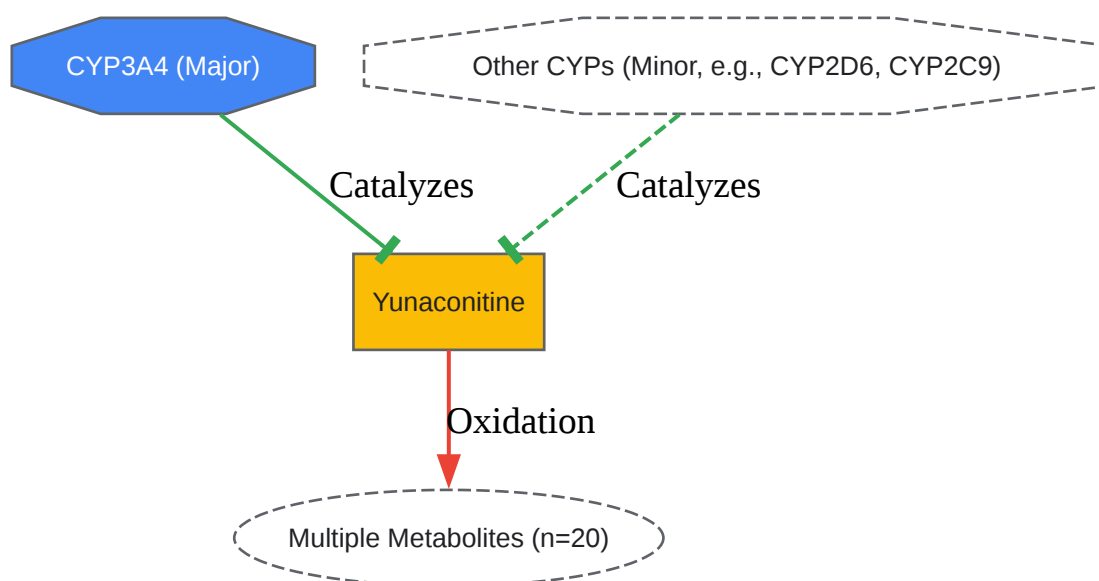 CYP3A4 (Major)
Other CYPs (Minor, e.g., CYP2D6, CYP2C9)
Catalyzes
Catalyzes
Yunaconitine
Oxidation
Multiple Metabolites (n=20)